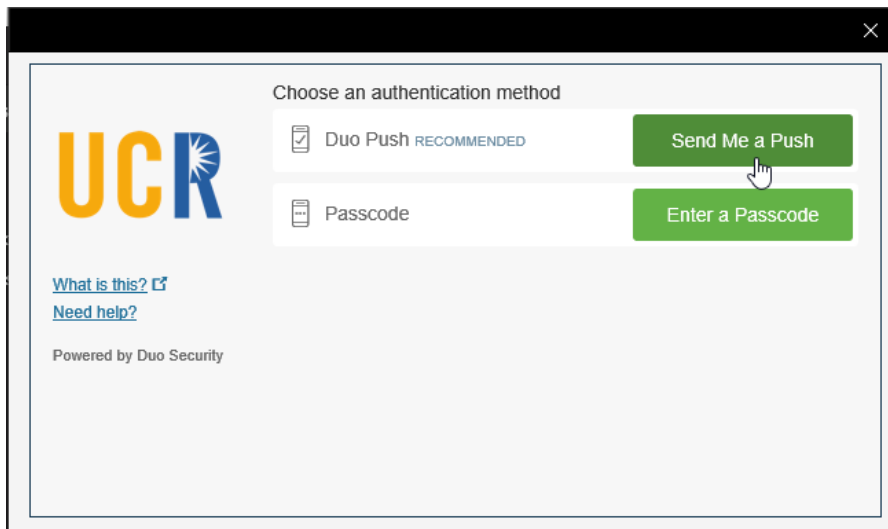 Choose an authentication method
UCR
Duo Push RECOMMENDED
Send Me a Push
Passcode
Enter a Passcode
What is this?
Need help?
Powered by Duo Security